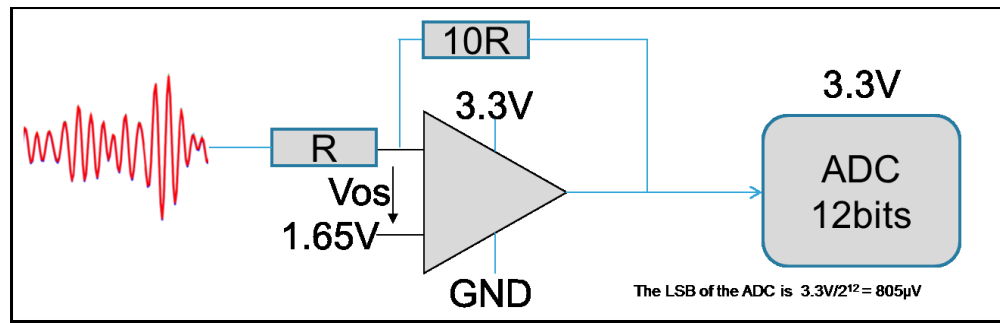 10R
3.3V
3.3V
R
ADC
12bits
Vos
1.65V
GND
The LSB of the ADC is 3.3V/2¹² = 805µV